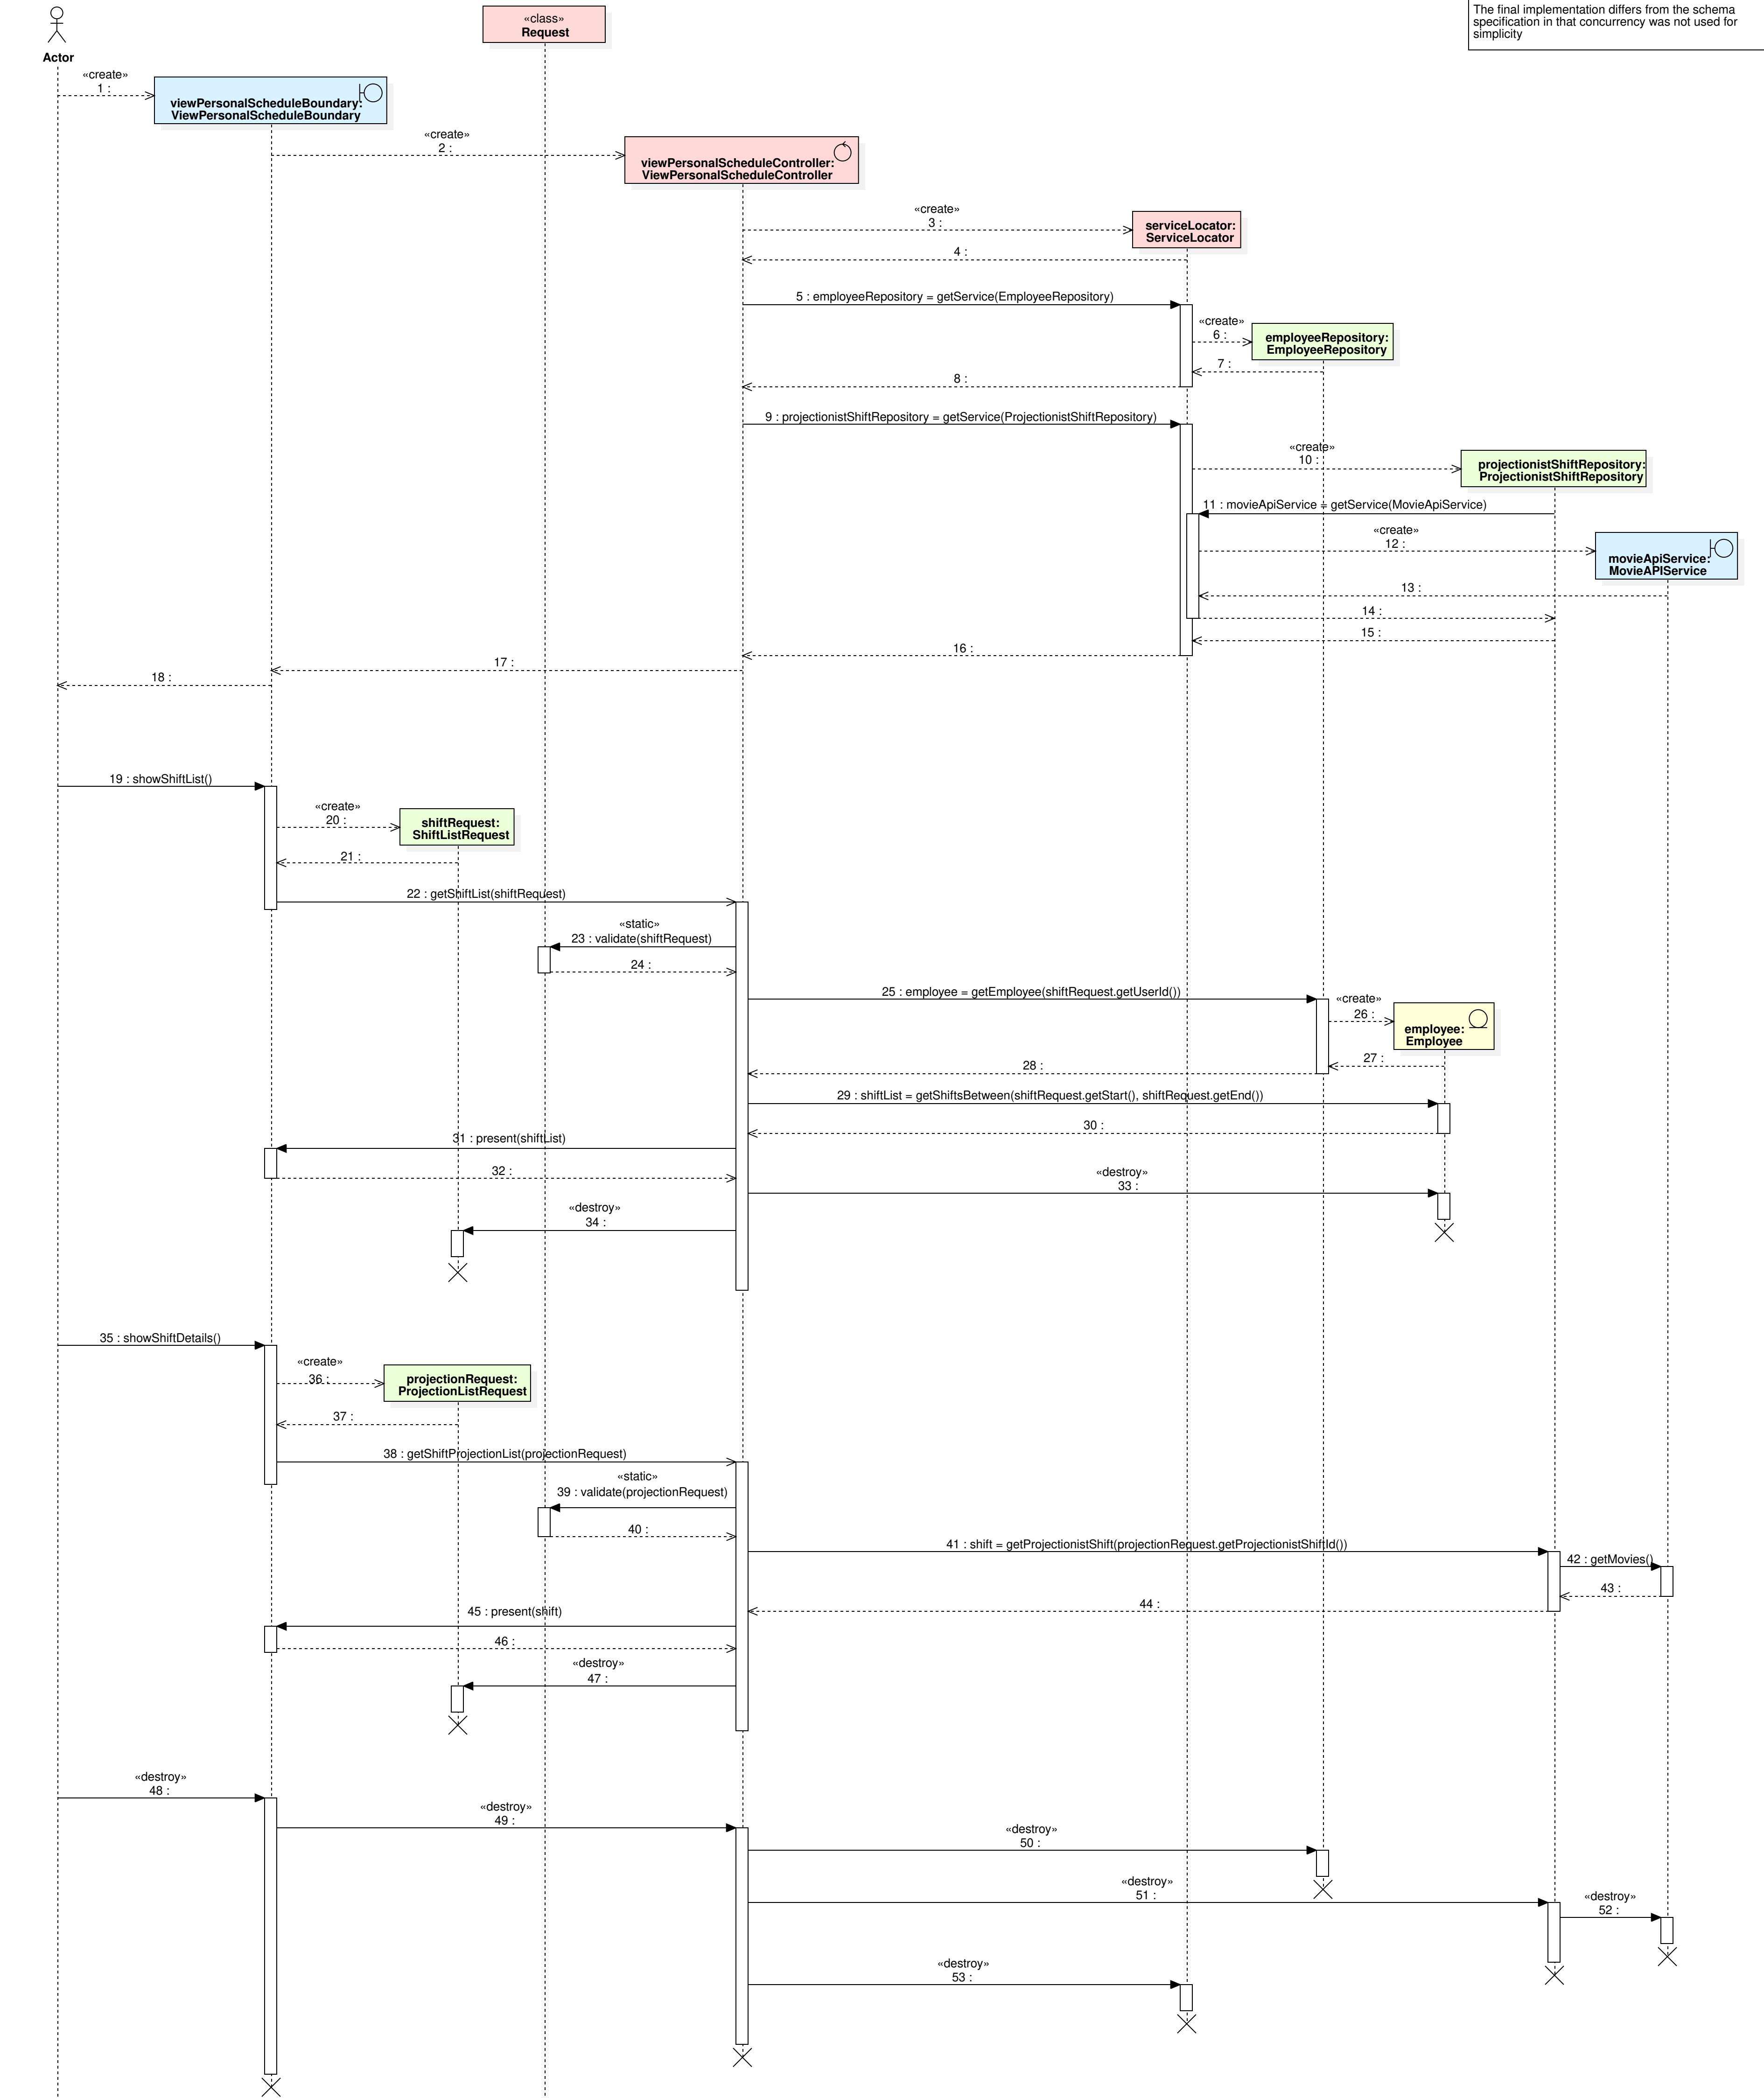 The final implementation differs from the schema
specification in that concurrency was not used for
simplicity
«class»
Request
Actor
«create»
1 :
viewPersonalScheduleBoundary:
ViewPersonalScheduleBoundary
«create»
2 :
viewPersonalScheduleController:
ViewPersonalScheduleController
«create»
3 :
serviceLocator:
ServiceLocator
4 :
5 : employeeRepository = getService(EmployeeRepository)
«create»
6 :
employeeRepository:
EmployeeRepository
7 :
8 :
9 : projectionistShiftRepository = getService(ProjectionistShiftRepository)
«create»
10 :
projectionistShiftRepository:
ProjectionistShiftRepository
11 : movieApiService = getService(MovieApiService)
«create»
12 :
movieApiService:
MovieAPIService
13 :
14 :
15 :
16 :
17 :
18 :
19 : showShiftList()
«create»
20 :
shiftRequest:
ShiftListRequest
21 :
22 : getShiftList(shiftRequest)
«static»
23 : validate(shiftRequest)
24 :
25 : employee = getEmployee(shiftRequest.getUserId())
«create»
26 :
employee:
Employee
27 :
28 :
29 : shiftList = getShiftsBetween(shiftRequest.getStart(), shiftRequest.getEnd())
30 :
31 : present(shiftList)
32 :
«destroy»
33 :
«destroy»
34 :
35 : showShiftDetails()
«create»
36 :
projectionRequest:
ProjectionListRequest
37 :
38 : getShiftProjectionList(projectionRequest)
«static»
39 : validate(projectionRequest)
40 :
41 : shift = getProjectionistShift(projectionRequest.getProjectionistShiftId())
42 : getMovies()
43 :
44 :
45 : present(shift)
46 :
«destroy»
47 :
«destroy»
48 :
«destroy»
49 :
«destroy»
50 :
«destroy»
51 :
«destroy»
52 :
«destroy»
53 :